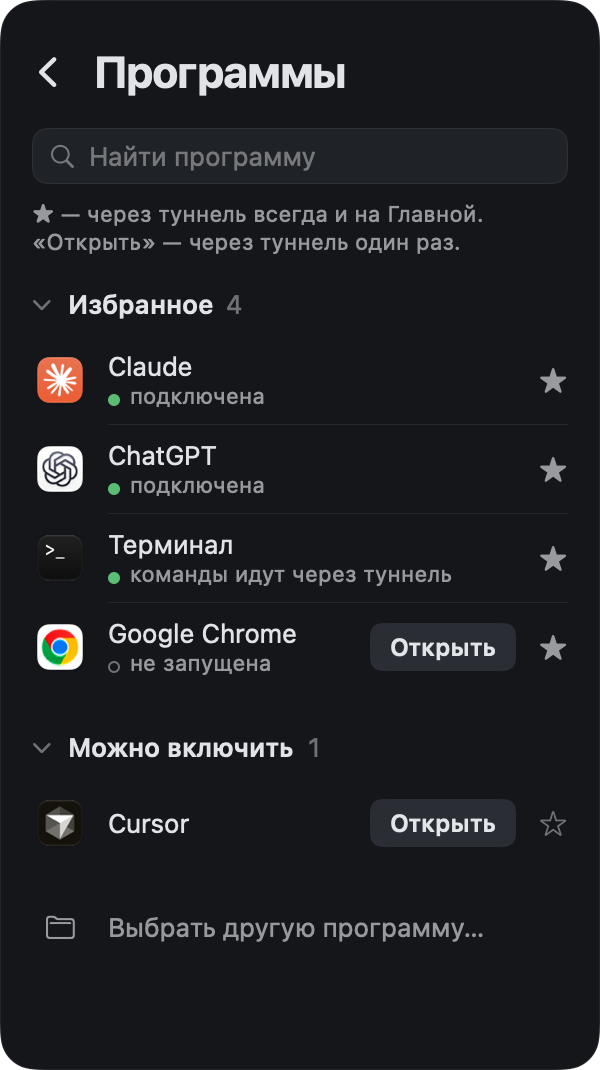 Программы
Найти программу
★ — через туннель всегда и на Главной.
«Открыть» — через туннель один раз.
Избранное 4
Claude
подключена
ChatGPT
подключена
>_
Терминал
команды идут через туннель
Google Chrome
не запущена
Открыть
Можно включить 1
Cursor
Открыть
Выбрать другую программу...